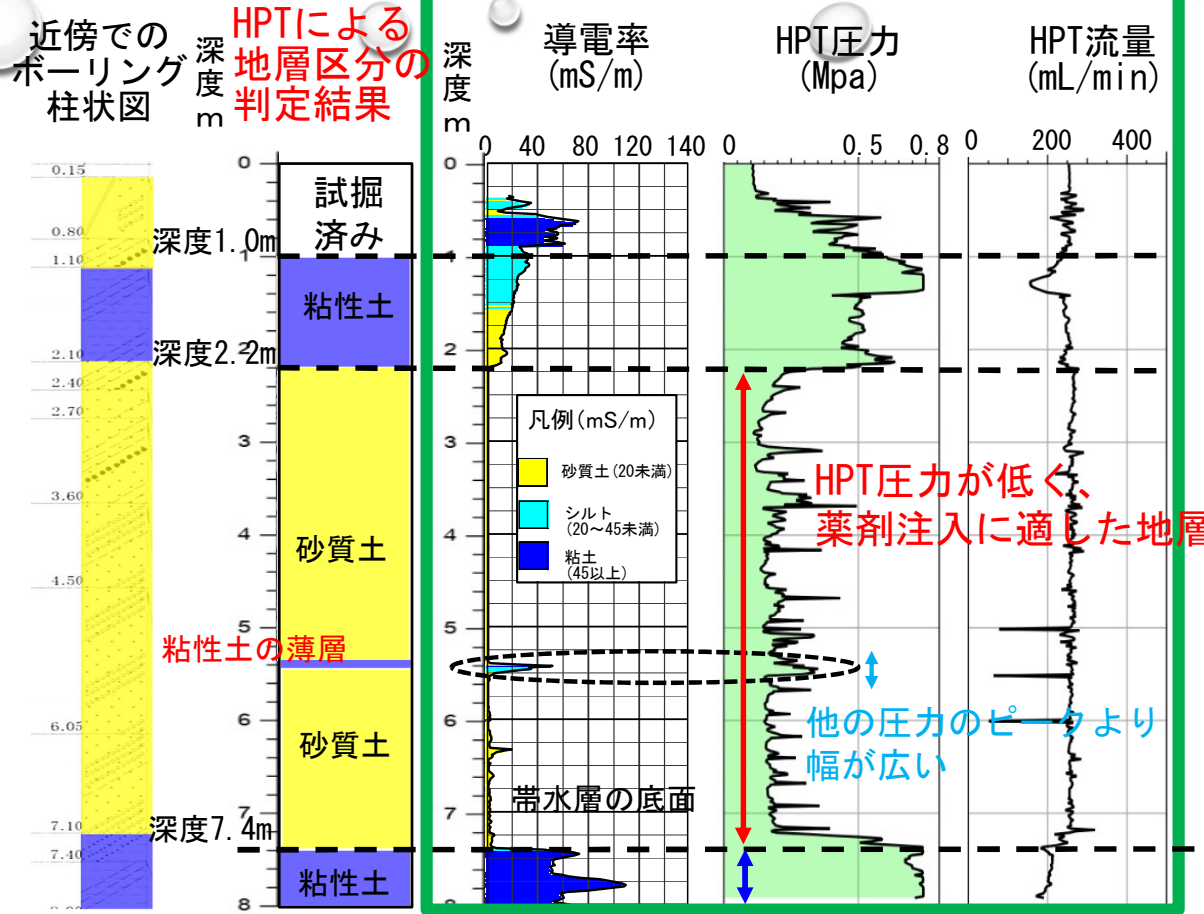 近傍での
ボーリング
柱状図
深度m
HPTによる
地層区分の
判定結果
深度m
導電率
(mS/m)
HPT圧力
(Mpa)
HPT流量
(mL/min)
0 40 80 120 140
0 0.5 0.8
0 200 400
0.15
0.80
1.10
2.10
2.40
2.70
3.60
4.50
6.05
7.10
7.40
深度1.0m
深度2.2m
粘性土の薄層
深度7.4m
0
1
2
3
4
5
6
7
8
試掘
済み
粘性土
砂質土
砂質土
粘性土
0
1
2
3
4
5
6
7
8
凡例(mS/m)
砂質土(20未満)
シルト
(20～45未満)
粘土
(45以上)
HPT圧力が低く、
薬剤注入に適した地層
他の圧力のピークより
幅が広い
帯水層の底面